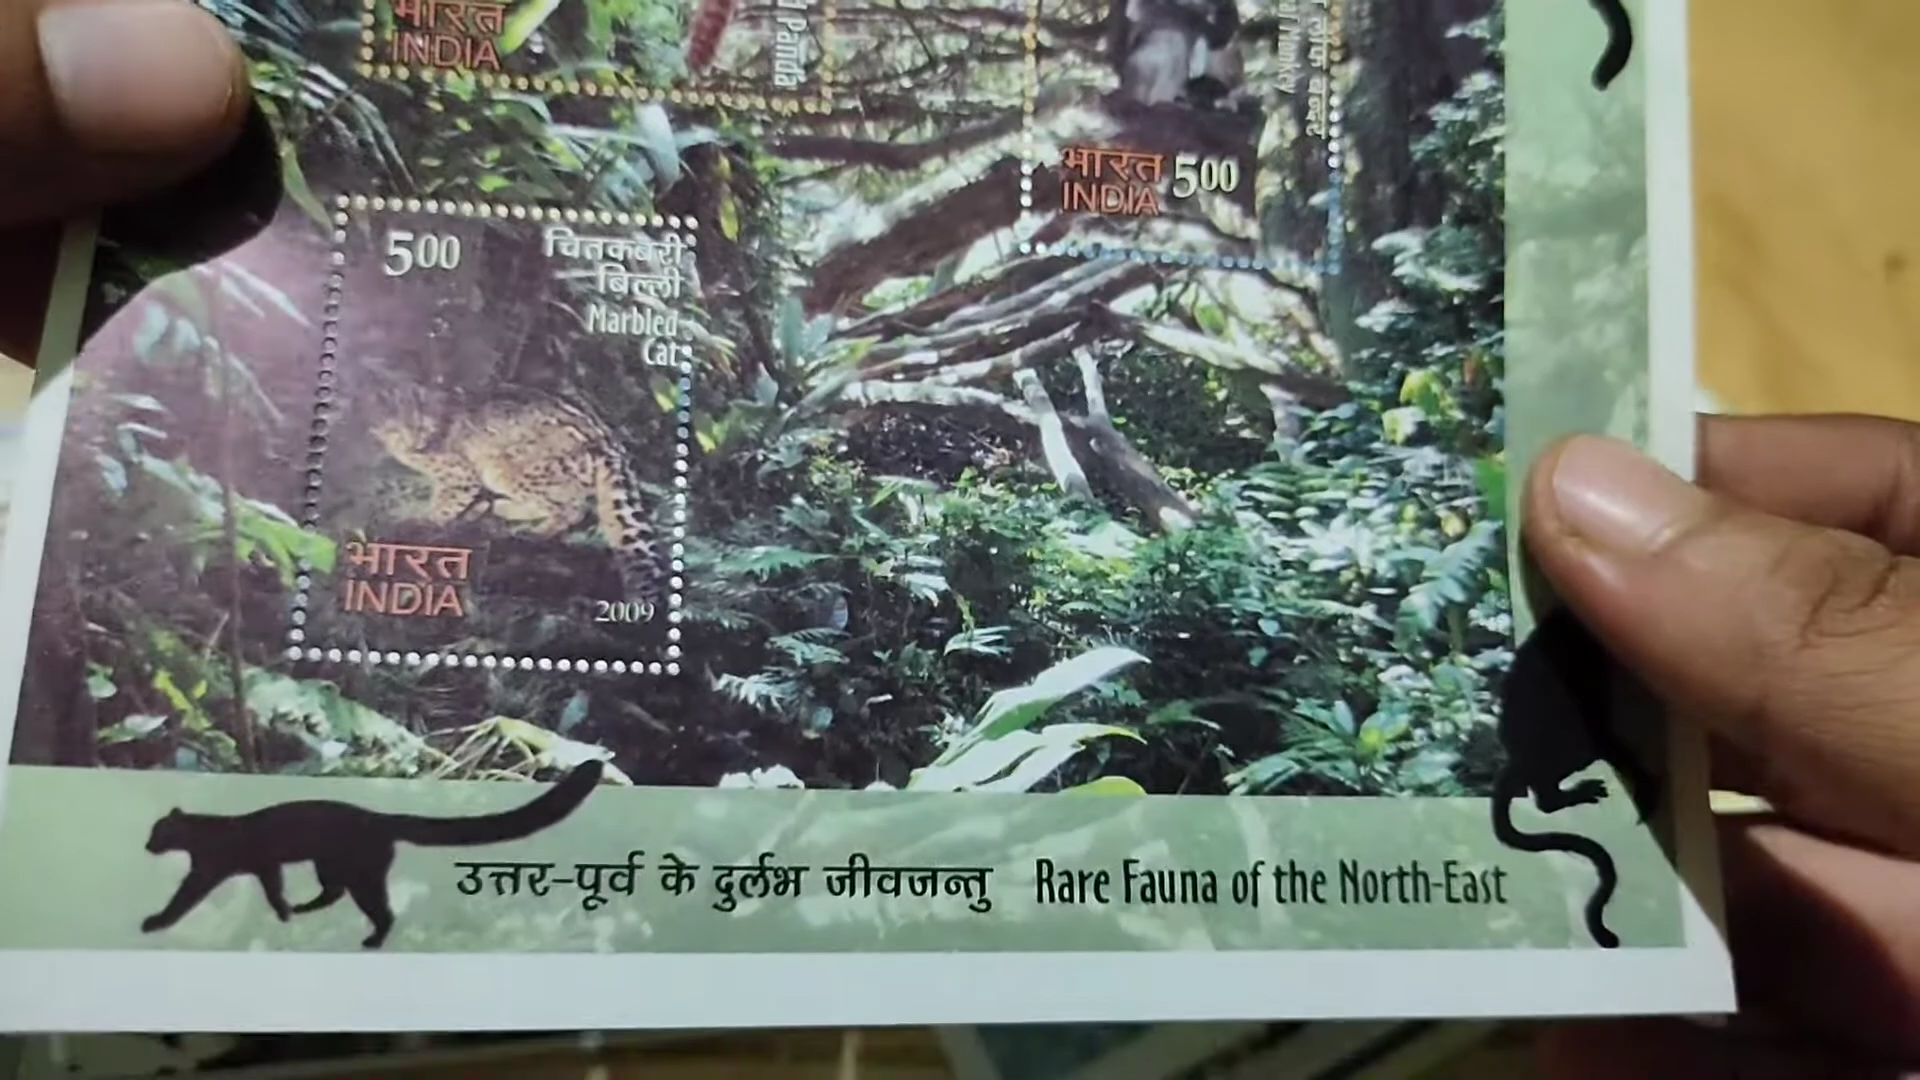 भारत
INDIA
Panda
भारत 5.00
INDIA
5.00
चितकबरी
बिल्ली
Marbled
Cat
भारत
INDIA
2009
उत्तर-पूर्व के दुर्लभ जीवजन्तु Rare Fauna of the North-East